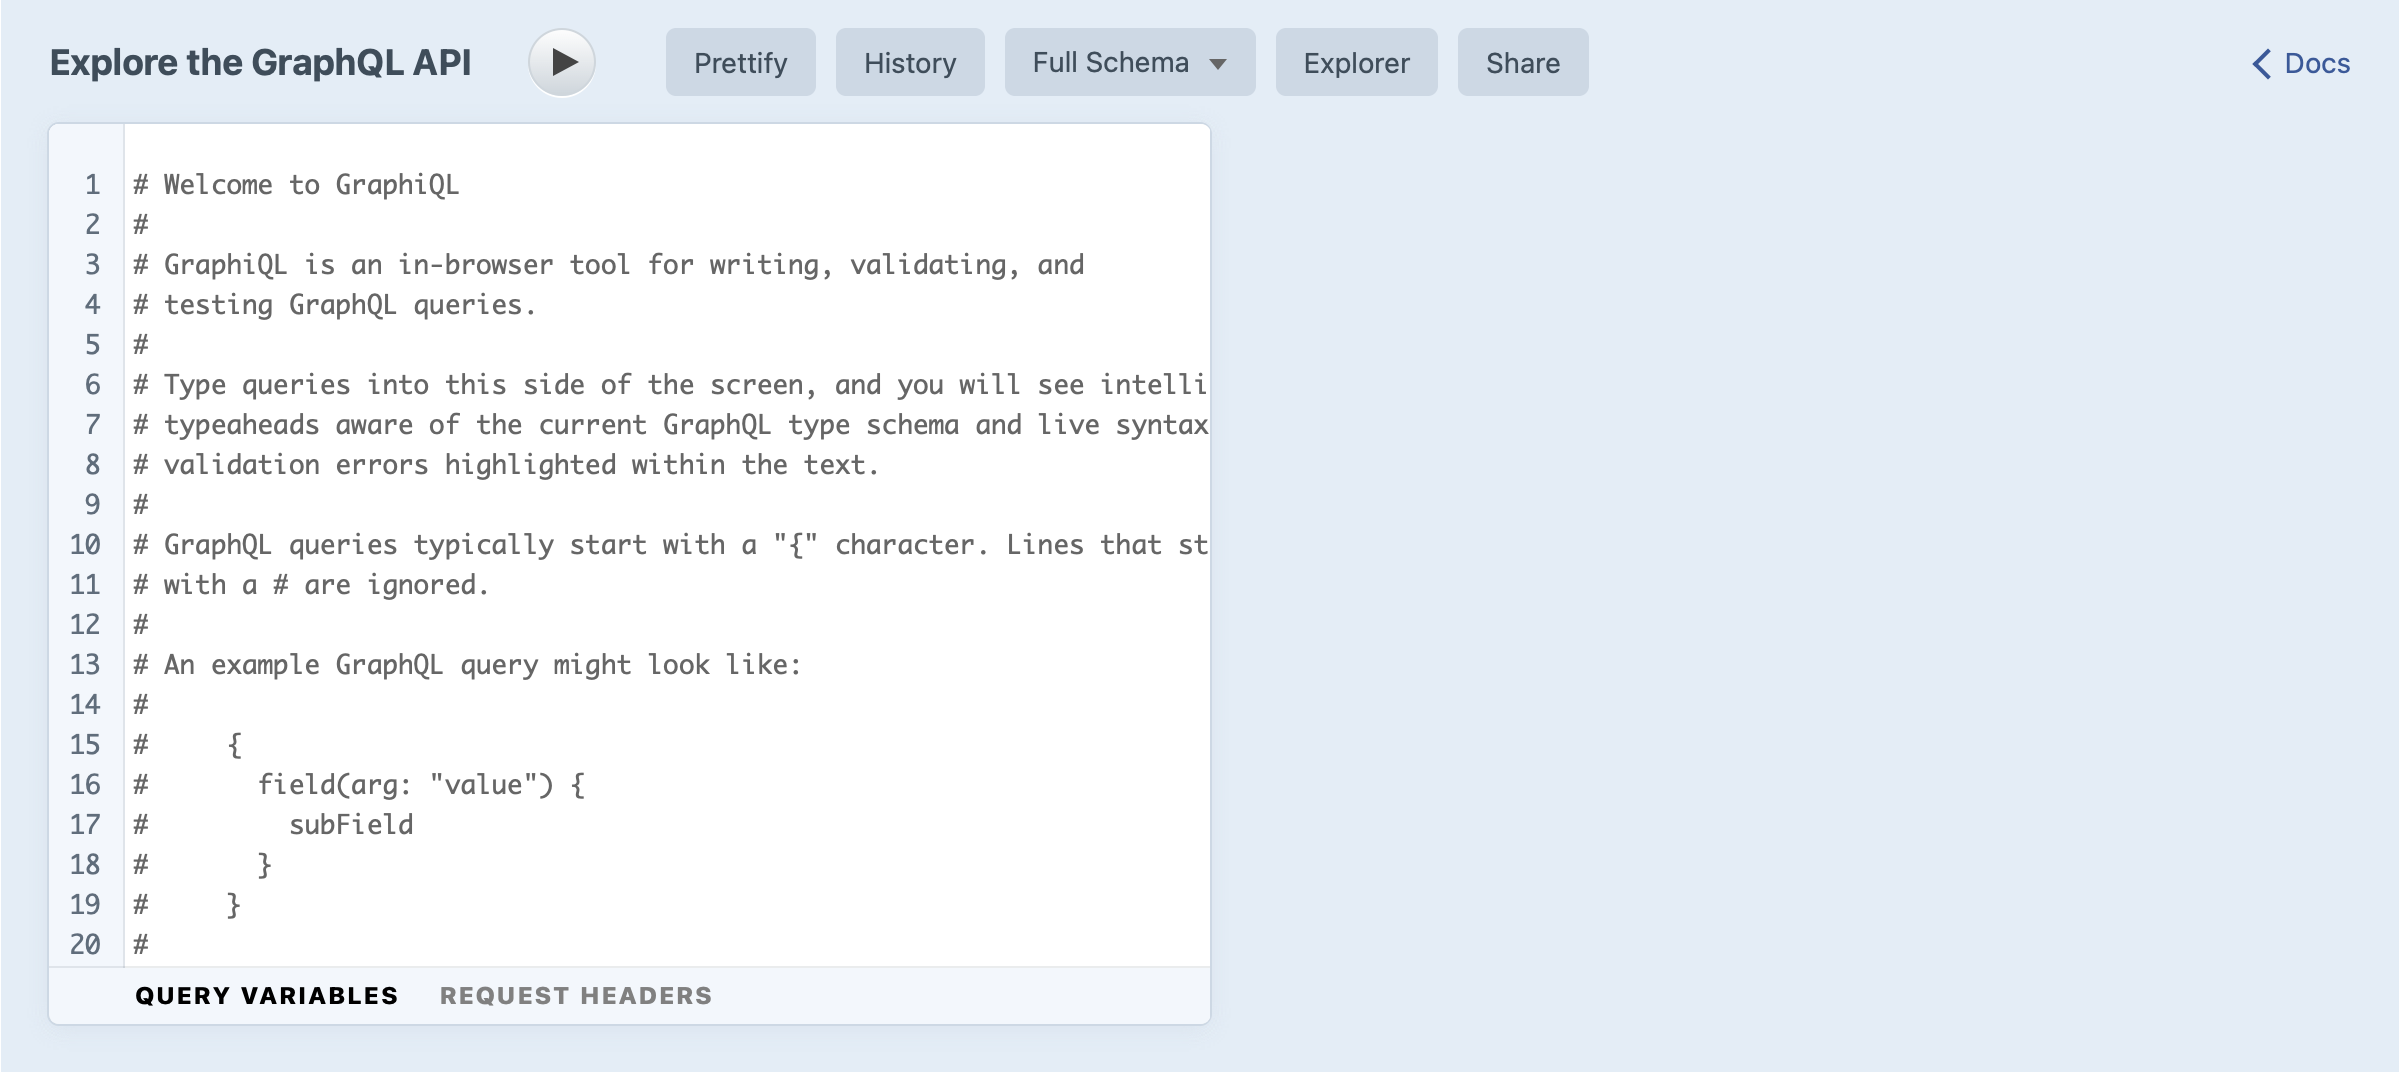 Explore the GraphQL API
Prettify
History
Full Schema
Explorer
Share
Docs
1 # Welcome to GraphiQL
2 #
3 # GraphiQL is an in-browser tool for writing, validating, and
4 # testing GraphQL queries.
5 #
6 # Type queries into this side of the screen, and you will see intelli
7 # typeaheads aware of the current GraphQL type schema and live syntax
8 # validation errors highlighted within the text.
9 #
10 # GraphQL queries typically start with a "{" character. Lines that st
11 # with a # are ignored.
12 #
13 # An example GraphQL query might look like:
14 #
15 #     {
16 #       field(arg: "value") {
17 #         subField
18 #       }
19 #     }
20 #
QUERY VARIABLES REQUEST HEADERS